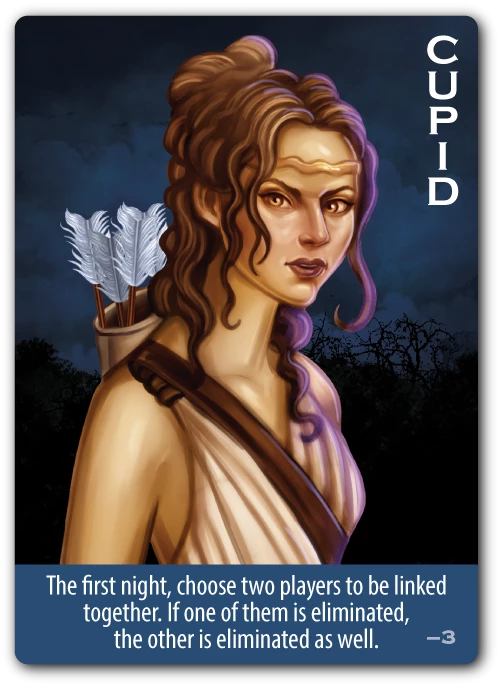 CUPID
The first night, choose two players to be linked
together. If one of them is eliminated,
the other is eliminated as well.
–3